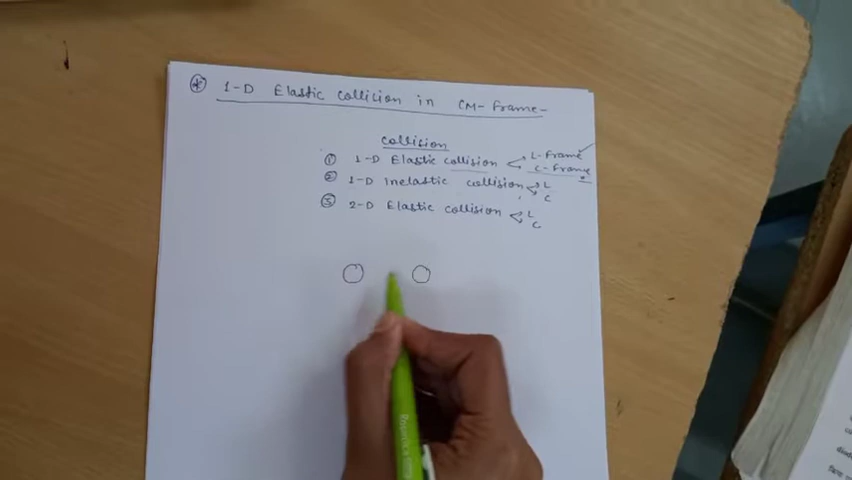 * 1-D Elastic Collision in CM-Frame-
Collision
① 1-D Elastic collision L-Frame
C-Frame
② 1-D Inelastic collision L
C
③ 2-D Elastic collision L
C